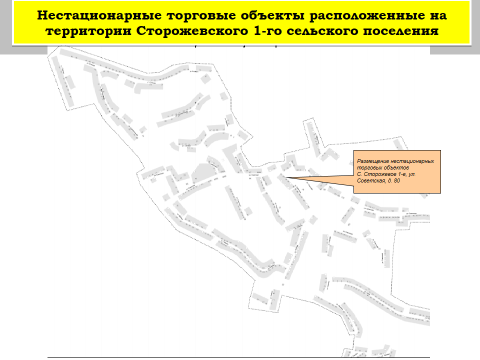 Нестационарные торговые объекты расположенные на
территории Сторожевского 1-го сельского поселения
Размещение нестационарных
торговых объектов
С. Сторожевое 1-е, ул
Советская, д. 80